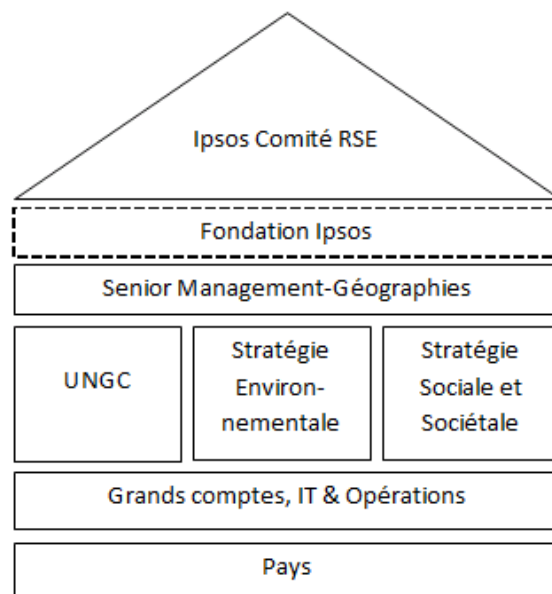 Ipsos Comité RSE
Fondation Ipsos
Senior Management-Géographies
UNGC
Stratégie
Environ-
nementale
Stratégie
Sociale et
Sociétale
Grands comptes, IT & Opérations
Pays